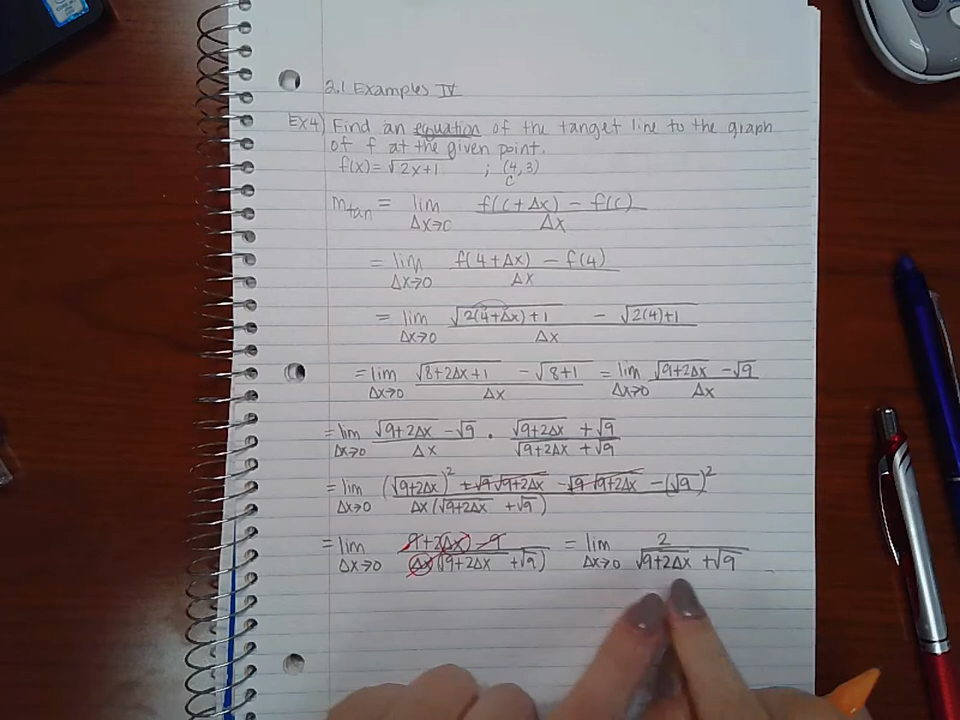 2.1 Examples IV
Ex4) Find an equation of the tanget line to the graph
of f at the given point.
f(x) = √(2x+1) ; (4,3)
c
m_tan = lim Δx→0 (f(c+Δx) - f(c))/Δx
= lim Δx→0 (f(4+Δx) - f(4))/Δx
= lim Δx→0 (√(2(4+Δx)+1) - √(2(4)+1))/Δx
= lim Δx→0 (√(8+2Δx+1) - √(8+1))/Δx = lim Δx→0 (√(9+2Δx) - √9)/Δx
= lim Δx→0 (√(9+2Δx) - √9)/Δx · (√(9+2Δx) + √9)/(√(9+2Δx) + √9)
= lim Δx→0 ((√(9+2Δx))² + √9 √(9+2Δx) - √9 √(9+2Δx) - (√9)²)/(Δx(√(9+2Δx) + √9))
= lim Δx→0 (9+2Δx - 9)/(Δx(√(9+2Δx) + √9)) = lim Δx→0 2/(√(9+2Δx) + √9)